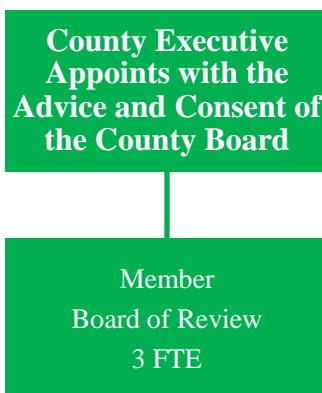 County Executive
Appoints with the
Advice and Consent of
the County Board
Member
Board of Review
3 FTE